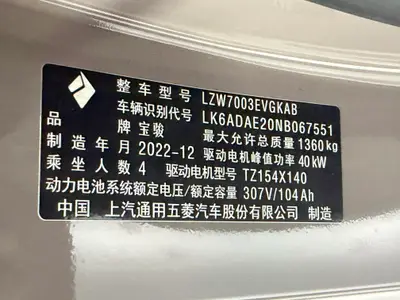 整车型号 LZW7003EVGKAB
车辆识别代号 LK6ADAE20NB067551
品牌 宝骏 最大允许总质量 1360kg
制造年月 2022-12 驱动电机峰值功率 40kW
乘坐人数 4 驱动电机型号 TZ154X140
动力电池系统额定电压/额定容量 307V/104Ah
中国 上汽通用五菱汽车股份有限公司 制造